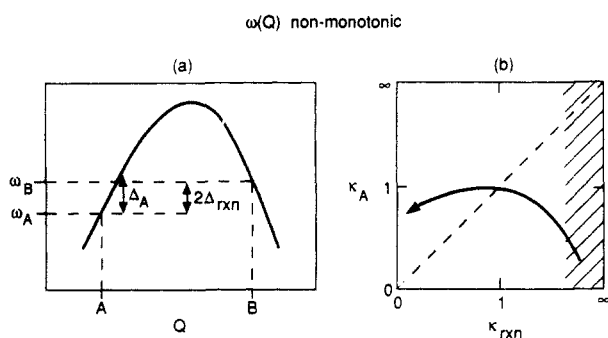 ω(Q) non-monotonic
(a)
ω_B
ω_A
Δ_A
2Δ_rxn
A
B
Q
(b)
∞
κ_A
1
0
0
1
∞
κ_rxn